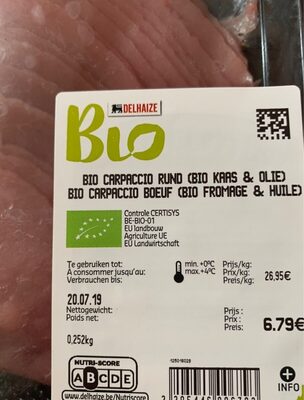 DELHAIZE
Bio
BIO CARPACCIO RUND (BIO KAAS & OLIE)
BIO CARPACCIO BOEUF (BIO FROMAGE & HUILE)
Controle CERTISYS
BE-BIO-01
EU landbouw
Agriculture UE
EU Landwirtschaft
Te gebruiken tot:
A consommer jusqu'au:
Verbrauchen bis:
min. +0°C
max. +4°C
Prijs/kg:
Prix/kg:
Preis/kg:
26,95€
20.07.19
Nettogewicht:
Poids net:
0,252kg
Prijs :
Prix :
Preis:
6.79€
NUTRI-SCORE
A B C D E
www.delhaize.be/Nutriscore
+
INFO